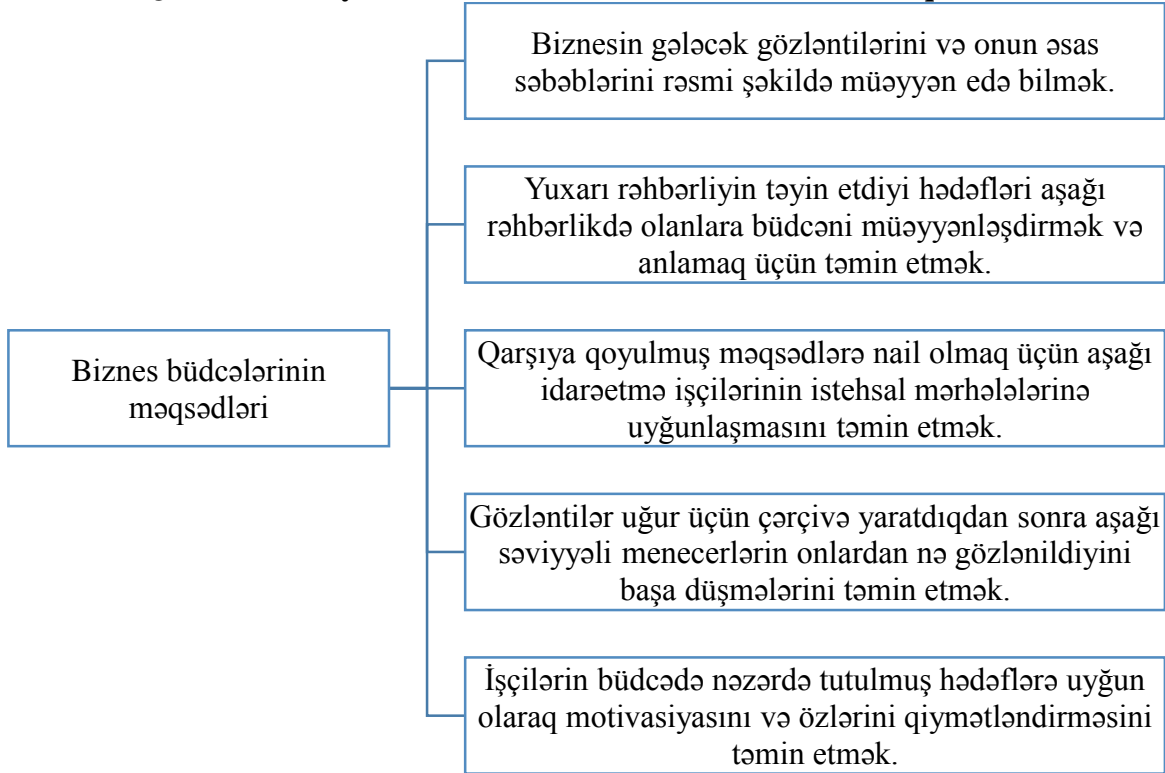 Biznesin gələcək gözləntilərini və onun əsas
səbəblərini rəsmi şəkildə müəyyən edə bilmək.
Yuxarı rəhbərliyin təyin etdiyi hədəfləri aşağı
rəhbərlikdə olanlara büdcəni müəyyənləşdirmək və
anlamaq üçün təmin etmək.
Biznes büdcələrinin
məqsədləri
Qarşıya qoyulmuş məqsədlərə nail olmaq üçün aşağı
idarəetmə işçilərinin istehsal mərhələlərinə
uyğunlaşmasını təmin etmək.
Gözləntilər uğur üçün çərçivə yaratdıqdan sonra aşağı
səviyyəli menecerlərin onlardan nə gözlənildiyini
başa düşmələrini təmin etmək.
İşçilərin büdcədə nəzərdə tutulmuş hədəflərə uyğun
olaraq motivasiyasını və özlərini qiymətləndirməsini
təmin etmək.